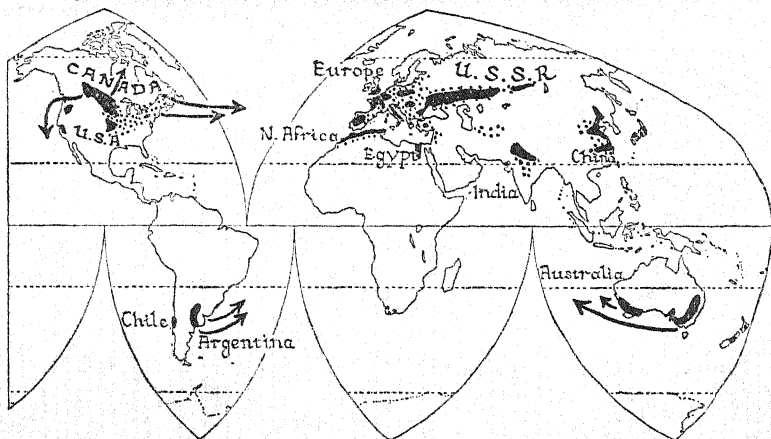 CANADA
U.S.A
Europe
U.S.S.R
N. Africa
Egypt
India
China
Chile
Argentina
Australia